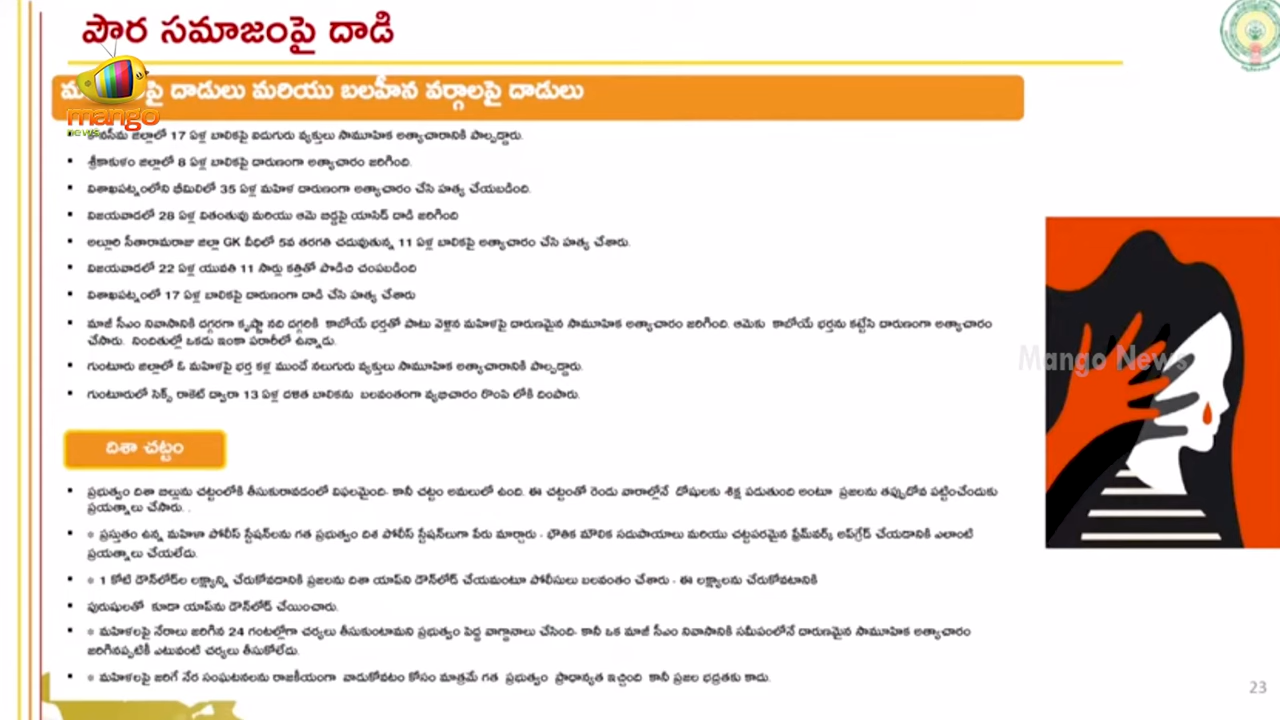 పౌర సమాజంపై దాడి
దాడులు మరియు బలహీన వర్గాలపై దాడులు
mango
news
▪ జిల్లాలో 17 ఏళ్ల బాలికపై ఐదుగురు వ్యక్తులు సామూహిక అత్యాచారానికి పాల్పడ్డారు.
▪ శ్రీకాకుళం జిల్లాలో 8 ఏళ్ల బాలికపై దారుణంగా అత్యాచారం జరిగింది.
▪ విశాఖపట్నంలోని భీమిలిలో 35 ఏళ్ల మహిళ దారుణంగా అత్యాచారం చేసి హత్య చేయబడింది.
▪ విజయవాడలో 28 ఏళ్ల వితంతువు మరియు ఆమె బిడ్డపై యాసిడ్ దాడి జరిగింది
▪ అల్లూరి సీతారామరాజు జిల్లా GK వీధిలో 5వ తరగతి చదువుతున్న 11 ఏళ్ల బాలికపై అత్యాచారం చేసి హత్య చేశారు.
▪ విజయవాడలో 22 ఏళ్ల యువతి 11 సార్లు కత్తితో పొడిచి చంపబడింది
▪ విశాఖపట్నంలో 17 ఏళ్ల బాలికపై దారుణంగా దాడి చేసి హత్య చేశారు
▪ మాజీ సీఎం నివాసానికి దగ్గరగా కృష్ణా నది దగ్గరికి కాబోయే భర్తతో పాటు వెళ్లిన మహిళపై దారుణమైన సామూహిక అత్యాచారం జరిగింది. ఆమెకు కాబోయే భర్తను కట్టేసి దారుణంగా అత్యాచారం
చేసారు. నిందితుల్లో ఒకడు ఇంకా పరారీలో ఉన్నాడు.
▪ గుంటూరు జిల్లాలో ఓ మహిళపై భర్త కళ్ల ముందే నలుగురు వ్యక్తులు సామూహిక అత్యాచారానికి పాల్పడ్డారు.
▪ గుంటూరులో సెక్స్ రాకెట్ ద్వారా 13 ఏళ్ల దళిత బాలికను బలవంతంగా వ్యభిచారం రొంపి లోకి దింపారు.
Mango News
దిశా చట్టం
▪ ప్రభుత్వం దిశా బిల్లును చట్టంలోకి తీసుకురావడంలో విఫలమైంది- కానీ చట్టం అమలులో ఉంది. ఈ చట్టంతో రెండు వారాల్లోనే దోషులకు శిక్ష పడుతుంది అంటూ ప్రజలను తప్పుదోవ పట్టించేందుకు
ప్రయత్నాలు చేసారు. .
▪ ⚬ ప్రస్తుతం ఉన్న మహిళా పోలీస్ స్టేషన్‌లను గత ప్రభుత్వం దిశ పోలీస్ స్టేషన్‌లుగా పేరు మార్చారు - భౌతిక మౌలిక సదుపాయాలు మరియు చట్టపరమైన ఫ్రేమ్‌వర్క్ అప్‌గ్రేడ్ చేయడానికి ఎలాంటి
ప్రయత్నాలు చేయలేదు.
▪ ⚬ 1 కోటి డౌన్‌లోడ్‌ల లక్ష్యాన్ని చేరుకోవడానికి ప్రజలను దిశా యాప్‌ని డౌన్‌లోడ్ చేయమంటూ పోలీసులు బలవంతం చేశారు - ఈ లక్ష్యాలను చేరుకోవటానికి
▪ పురుషులతో కూడా యాప్‌ను డౌన్‌లోడ్ చేయించారు.
▪ ⚬ మహిళలపై నేరాలు జరిగిన 24 గంటల్లోగా చర్యలు తీసుకుంటామని ప్రభుత్వం పెద్ద వాగ్దానాలు చేసింది- కానీ ఒక మాజీ సీఎం నివాసానికి సమీపంలోనే దారుణమైన సామూహిక అత్యాచారం
జరిగినప్పటికీ ఎటువంటి చర్యలు తీసుకోలేదు.
▪ ⚬ మహిళలపై జరిగే నేర సంఘటనలను రాజకీయంగా వాడుకోవటం కోసం మాత్రమే గత ప్రభుత్వం ప్రాధాన్యత ఇచ్చింది కానీ ప్రజల భద్రతకు కాదు.
23